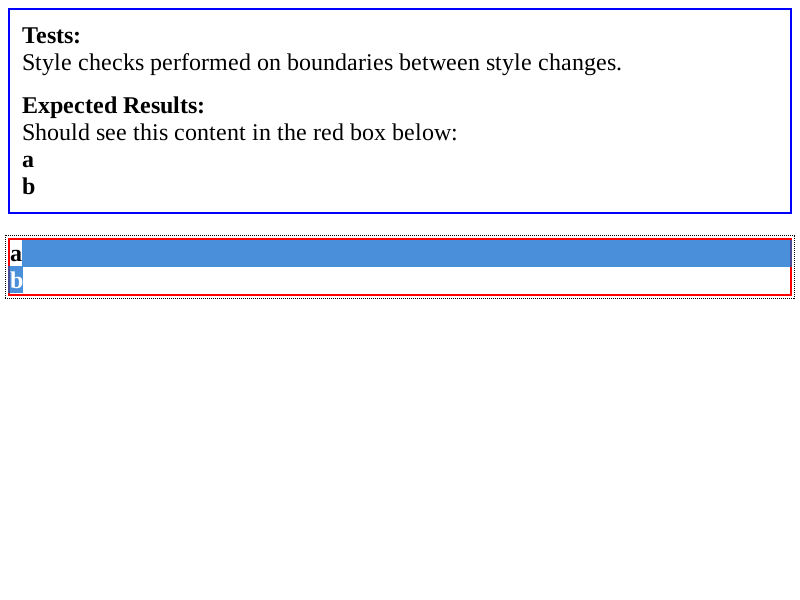 Tests:
Style checks performed on boundaries between style changes.
Expected Results:
Should see this content in the red box below:
a
b
a
b